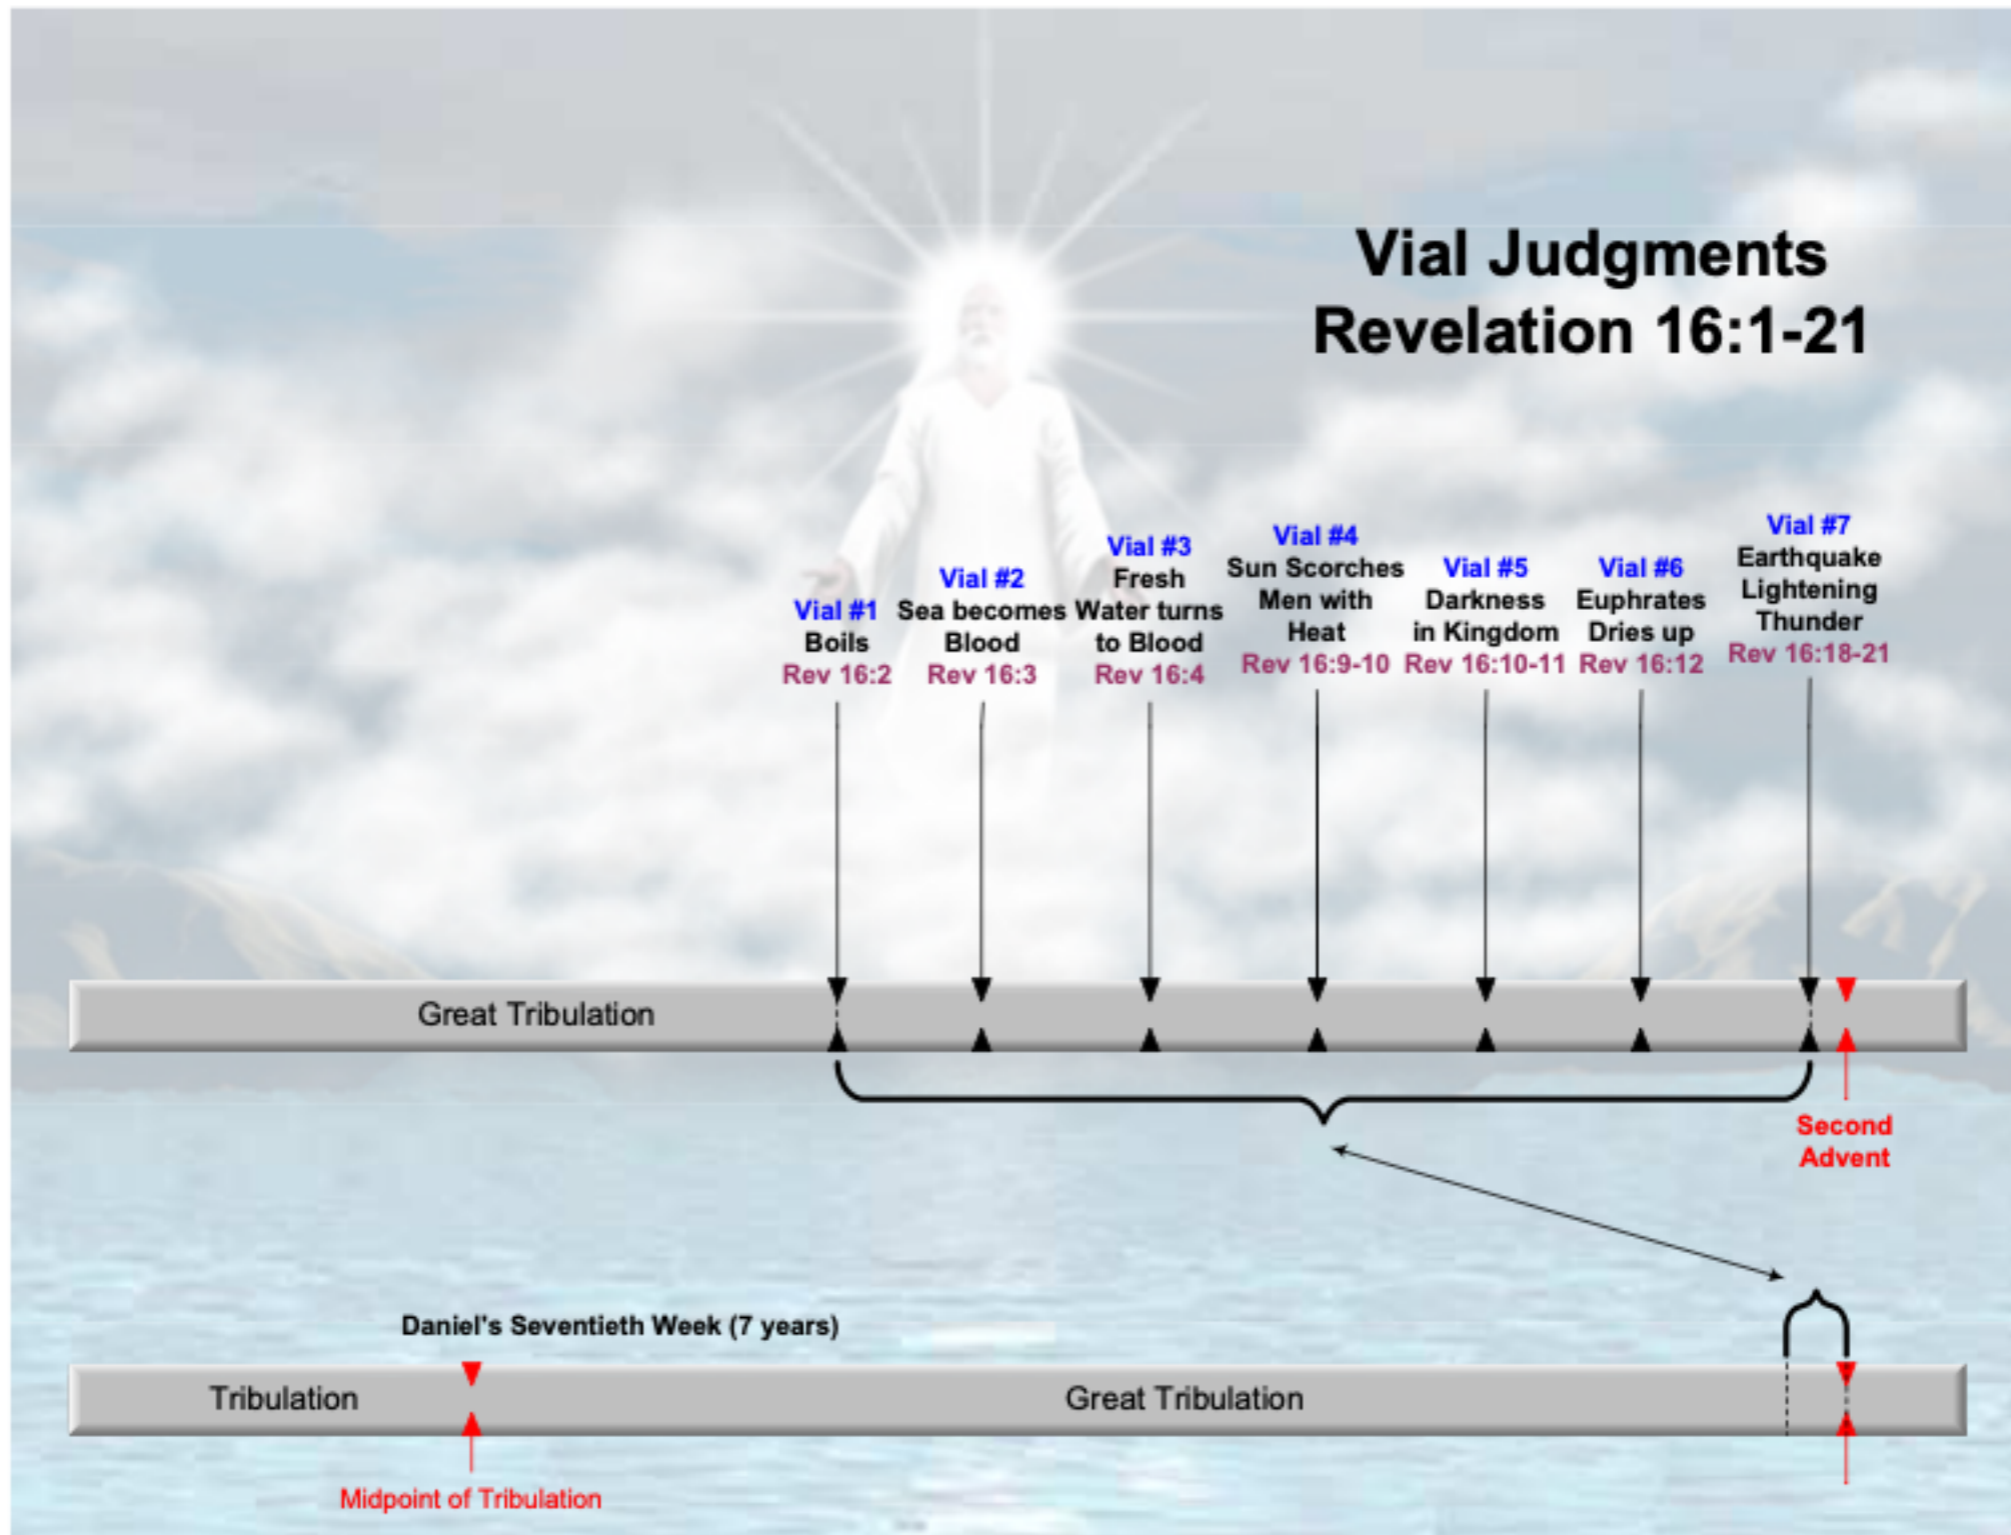 Vial Judgments
Revelation 16:1-21
Vial #1
Boils
Rev 16:2
Vial #2
Sea becomes
Blood
Rev 16:3
Vial #3
Fresh
Water turns
to Blood
Rev 16:4
Vial #4
Sun Scorches
Men with
Heat
Rev 16:9-10
Vial #5
Darkness
in Kingdom
Rev 16:10-11
Vial #6
Euphrates
Dries up
Rev 16:12
Vial #7
Earthquake
Lightening
Thunder
Rev 16:18-21
Great Tribulation
Second
Advent
Daniel's Seventieth Week (7 years)
Tribulation
Great Tribulation
Midpoint of Tribulation